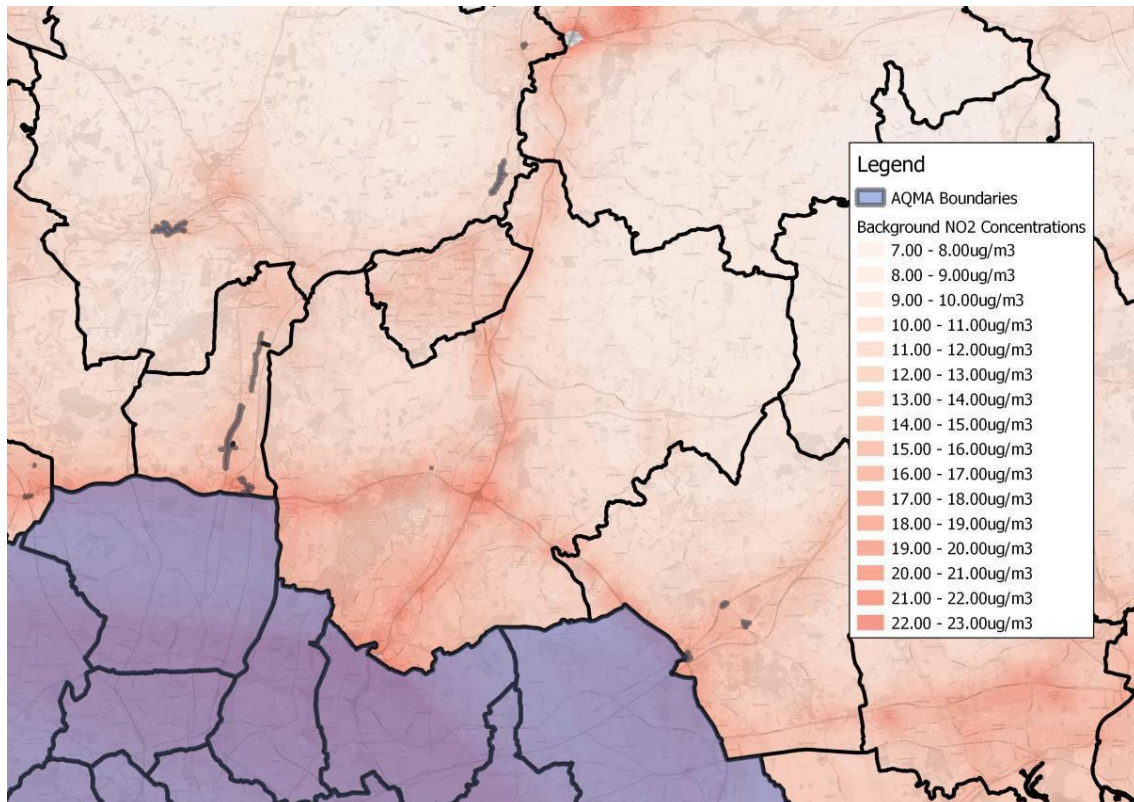 Legend
AQMA Boundaries
Background NO2 Concentrations
7.00 - 8.00ug/m3
8.00 - 9.00ug/m3
9.00 - 10.00ug/m3
10.00 - 11.00ug/m3
11.00 - 12.00ug/m3
12.00 - 13.00ug/m3
13.00 - 14.00ug/m3
14.00 - 15.00ug/m3
15.00 - 16.00ug/m3
16.00 - 17.00ug/m3
17.00 - 18.00ug/m3
18.00 - 19.00ug/m3
19.00 - 20.00ug/m3
20.00 - 21.00ug/m3
21.00 - 22.00ug/m3
22.00 - 23.00ug/m3